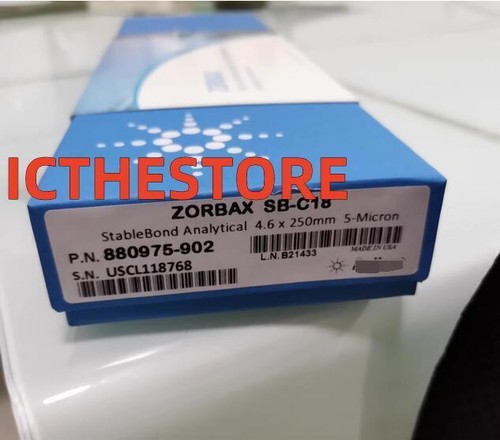 ICTHESTORE
ZORBAX SB-C18
StableBond Analytical 4.6 x 250mm 5-Micron
P.N. 880975-902
L.N. B21433
MADE IN USA
S.N. USCL118768